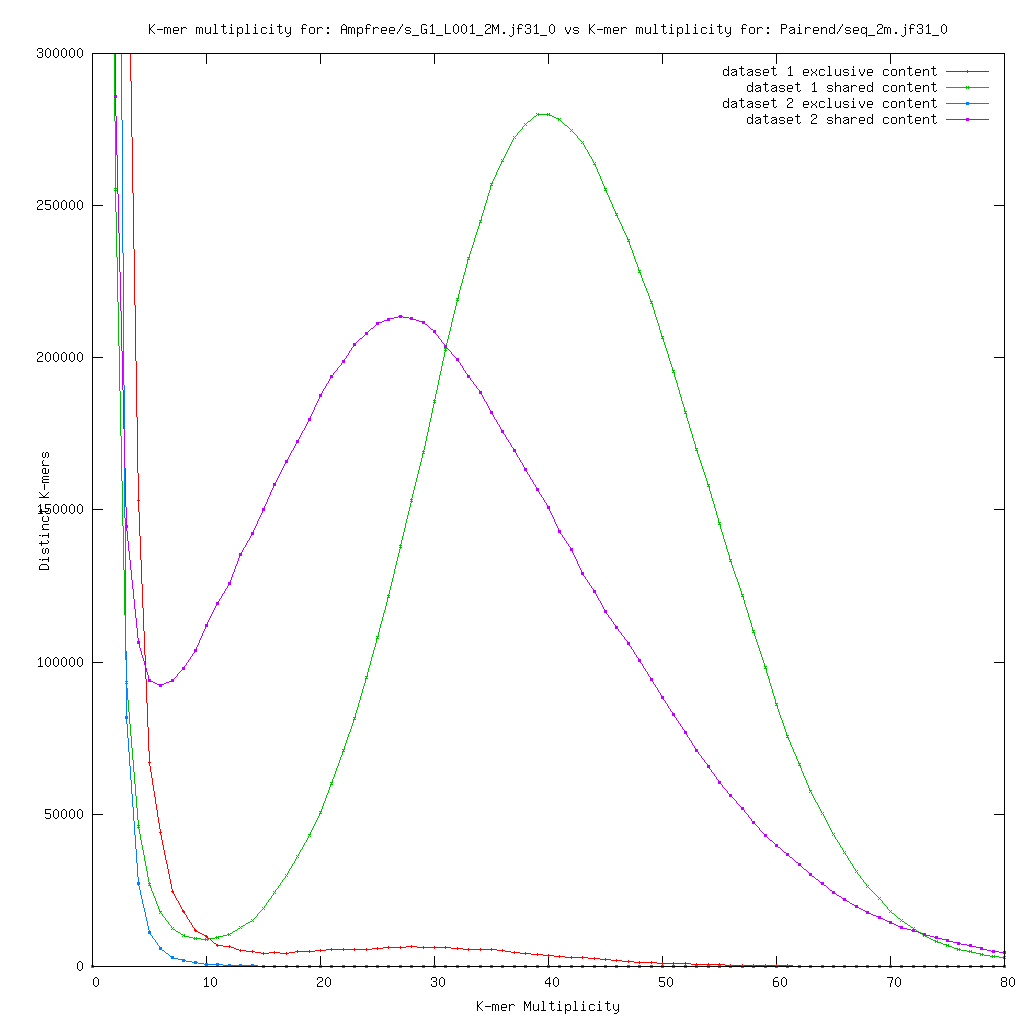 K-mer multiplicity for: Ampfree/s_G1_L001_2M.jf31_0 vs K-mer multiplicity for: Pairend/seq_2m.jf31_0
dataset 1 exclusive content
dataset 1 shared content
dataset 2 exclusive content
dataset 2 shared content
300000
250000
200000
150000
100000
50000
0
Distinct K-mers
0 10 20 30 40 50 60 70 80
K-mer Multiplicity